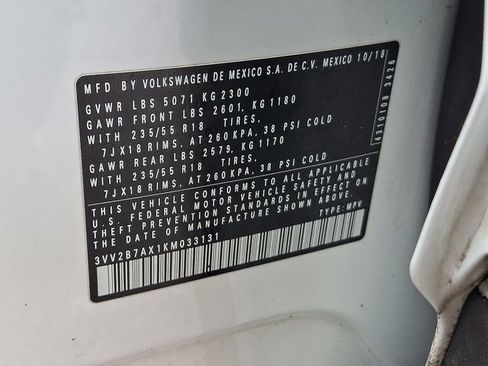 MFD BY VOLKSWAGEN DE MEXICO S.A. DE C.V. MEXICO 10/18
GVWR LBS 5071 KG 2300
GAWR FRONT LBS 2601, KG 1180
WITH 235/55 R18 TIRES,
7JX18 RIMS, AT 260 KPA, 38 PSI COLD
GAWR REAR LBS 2579, KG 1170
WITH 235/55 R18 TIRES,
7JX18 RIMS, AT 260 KPA, 38 PSI COLD
THIS VEHICLE CONFORMS TO ALL APPLICABLE
U.S. FEDERAL MOTOR VEHICLE SAFETY AND
THEFT PREVENTION STANDARDS IN EFFECT ON
THE DATE OF MANUFACTURE SHOWN ABOVE.
3VV2B7AX1KM033131 TYPE:MPV